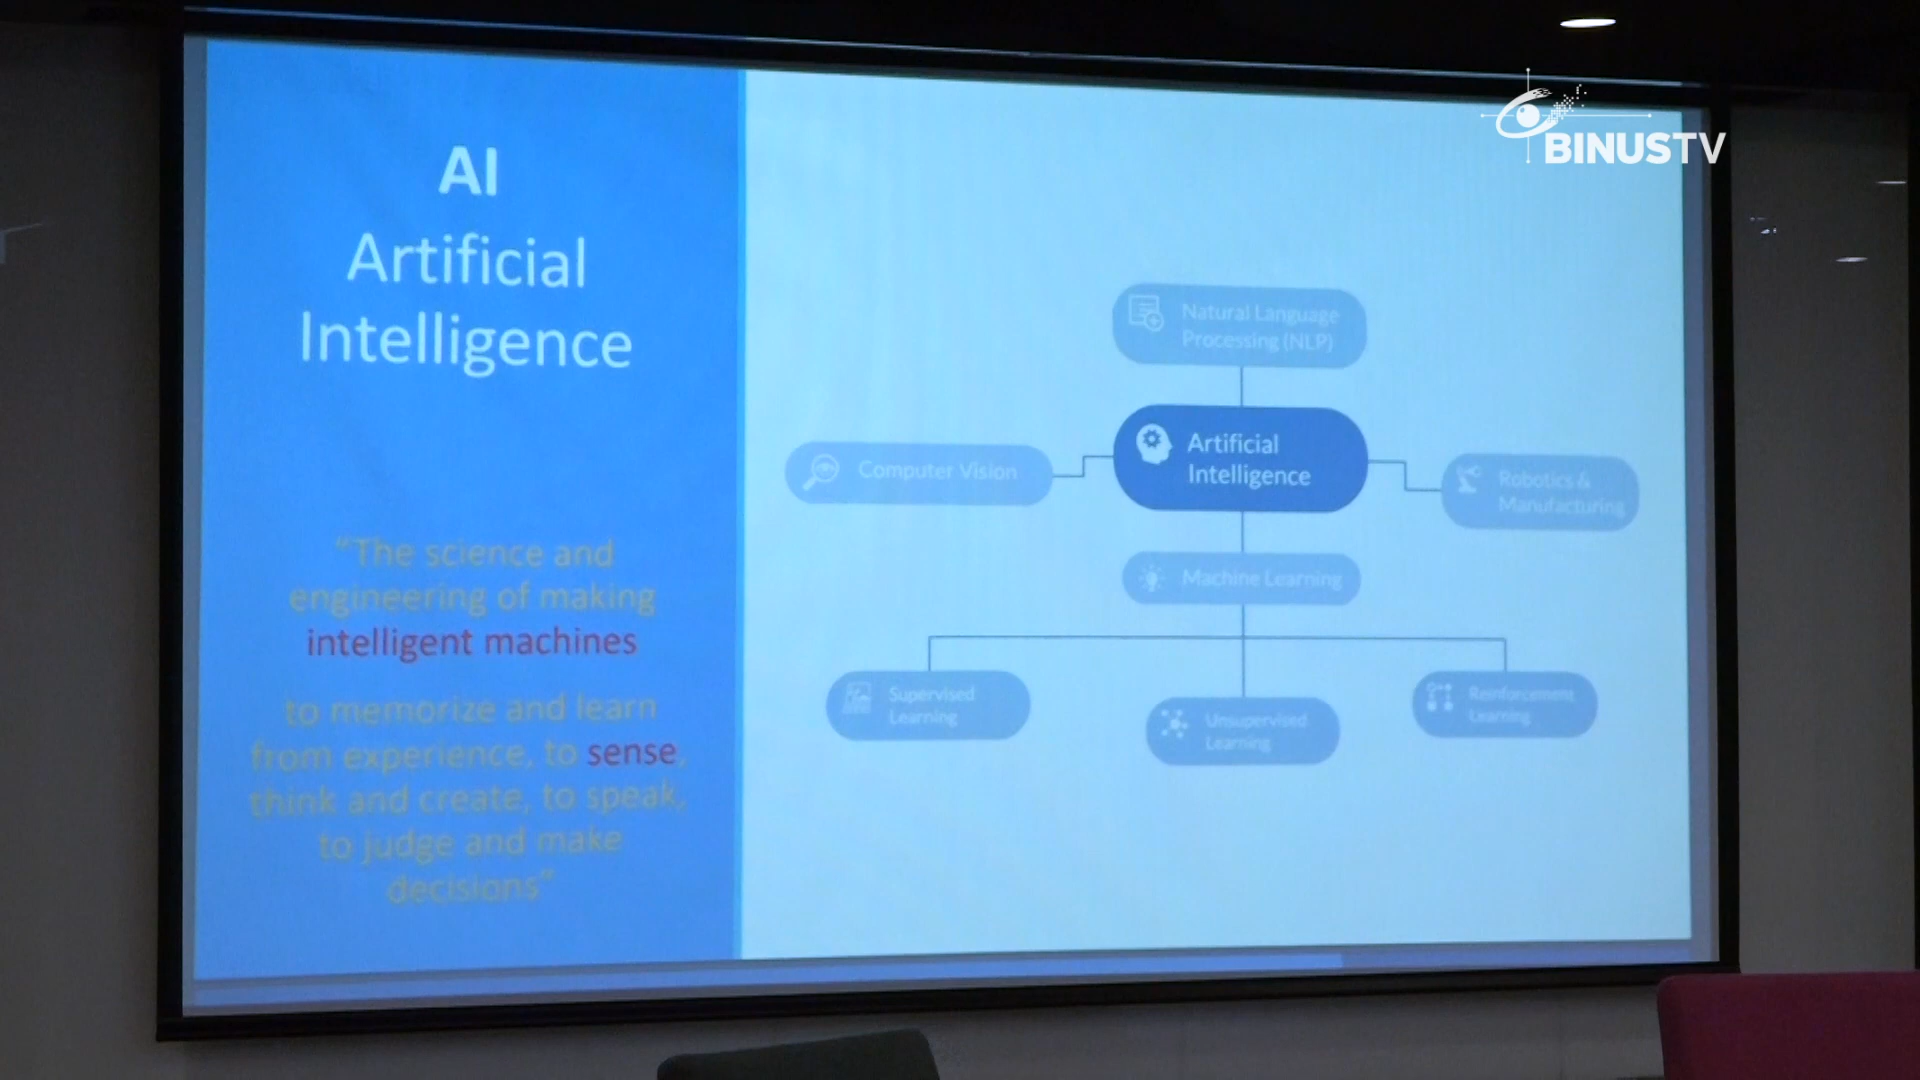 BINUSTV
AI
Artificial
Intelligence
“The science and
engineering of making
intelligent machines
to memorize and learn
from experience, to sense,
think and create, to speak,
to judge and make
decisions”
Natural Language
Processing (NLP)
Artificial
Intelligence
Computer Vision
Robotics &
Manufacturing
Machine Learning
Supervised
Learning
Unsupervised
Learning
Reinforcement
Learning